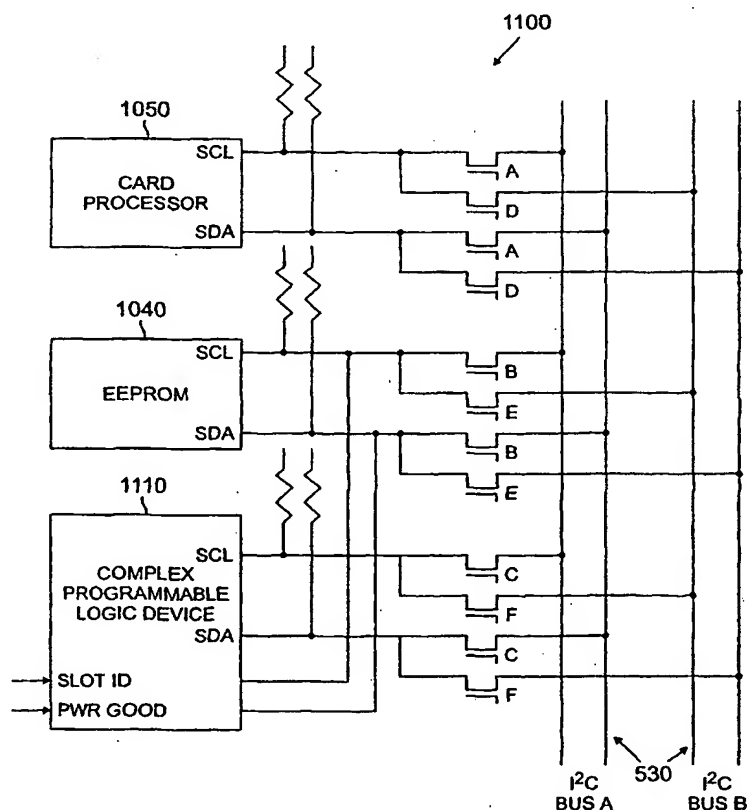 1100
1050
SCL
CARD
PROCESSOR
SDA
A
D
A
D
1040
SCL
EEPROM
SDA
B
E
B
E
1110
SCL
COMPLEX
PROGRAMMABLE
LOGIC DEVICE
SDA
C
F
C
F
SLOT ID
PWR GOOD
530
I²C
BUS A
I²C
BUS B